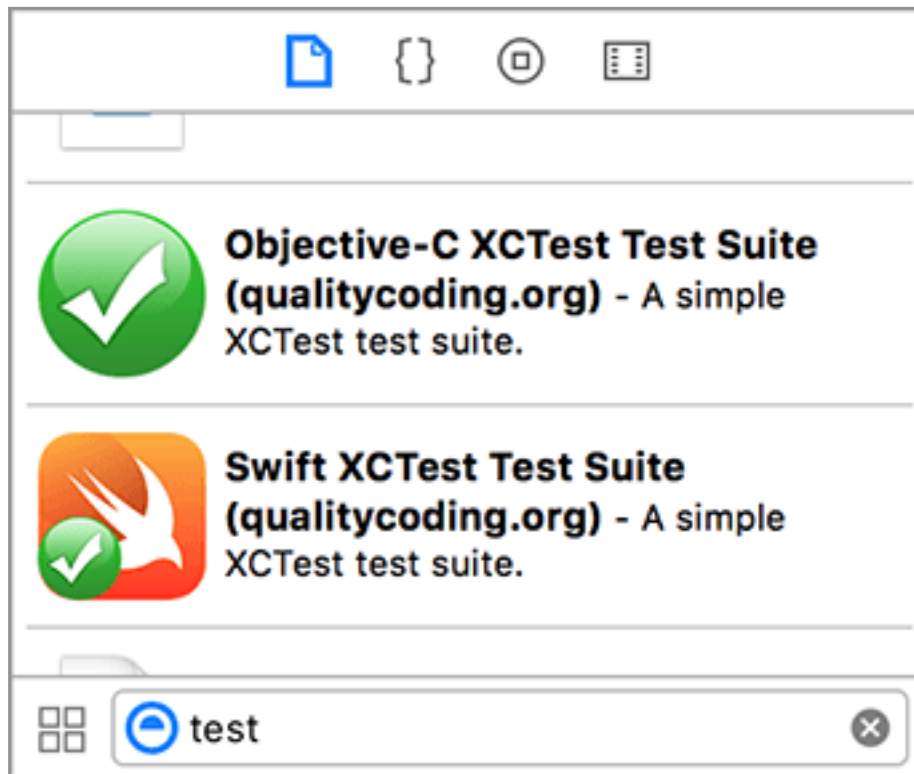 Objective-C XCTest Test Suite
(qualitycoding.org) - A simple
XCTest test suite.
Swift XCTest Test Suite
(qualitycoding.org) - A simple
XCTest test suite.
test